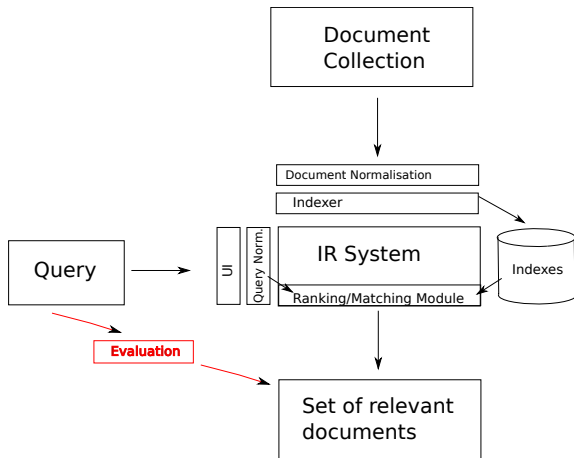 Document
Collection
Document Normalisation
Indexer
UI
Query Norm.
IR System
Ranking/Matching Module
Indexes
Query
Evaluation
Set of relevant
documents